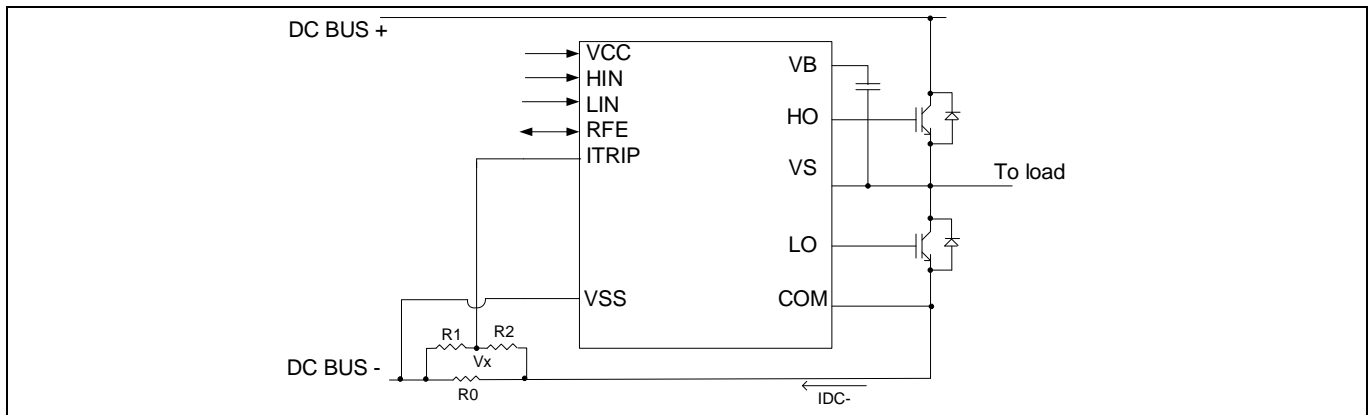 DC BUS +
VCC
HIN
LIN
RFE
ITRIP
VSS
VB
HO
VS
LO
COM
To load
R1
R2
Vx
R0
DC BUS -
IDC-